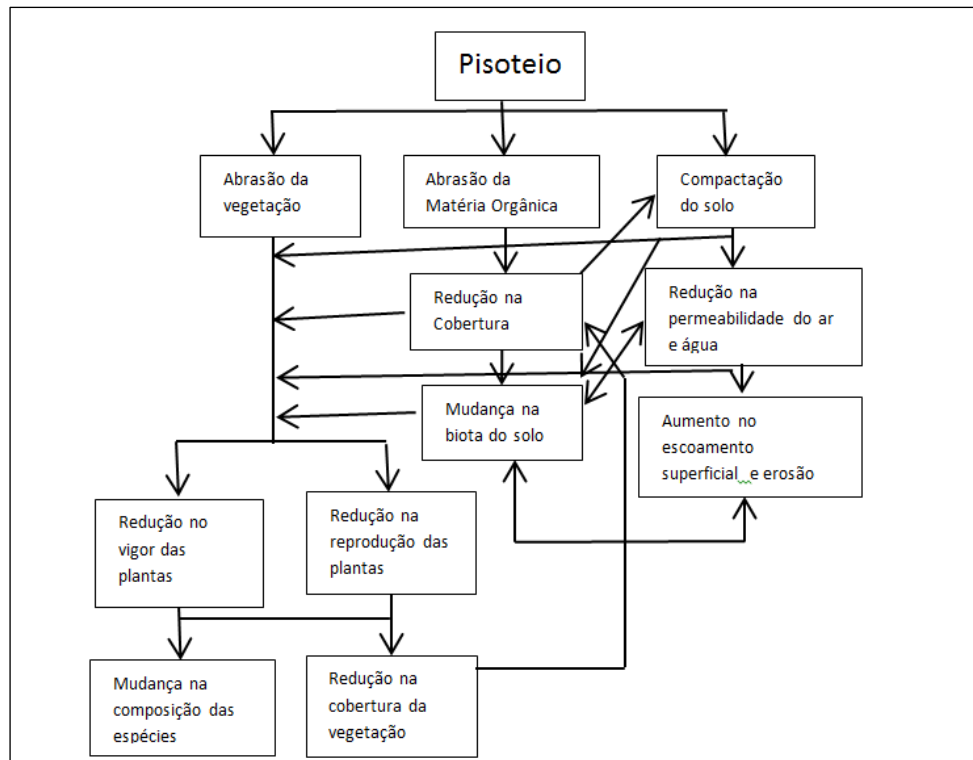 Pisoteio
Abrasão da
vegetação
Abrasão da
Matéria Orgânica
Compactação
do solo
Redução na
Cobertura
Redução na
permeabilidade do ar
e água
Mudança na
biota do solo
Aumento no
escoamento
superficial e erosão
Redução no
vigor das
plantas
Redução na
reprodução das
plantas
Mudança na
composição das
espécies
Redução na
cobertura da
vegetação